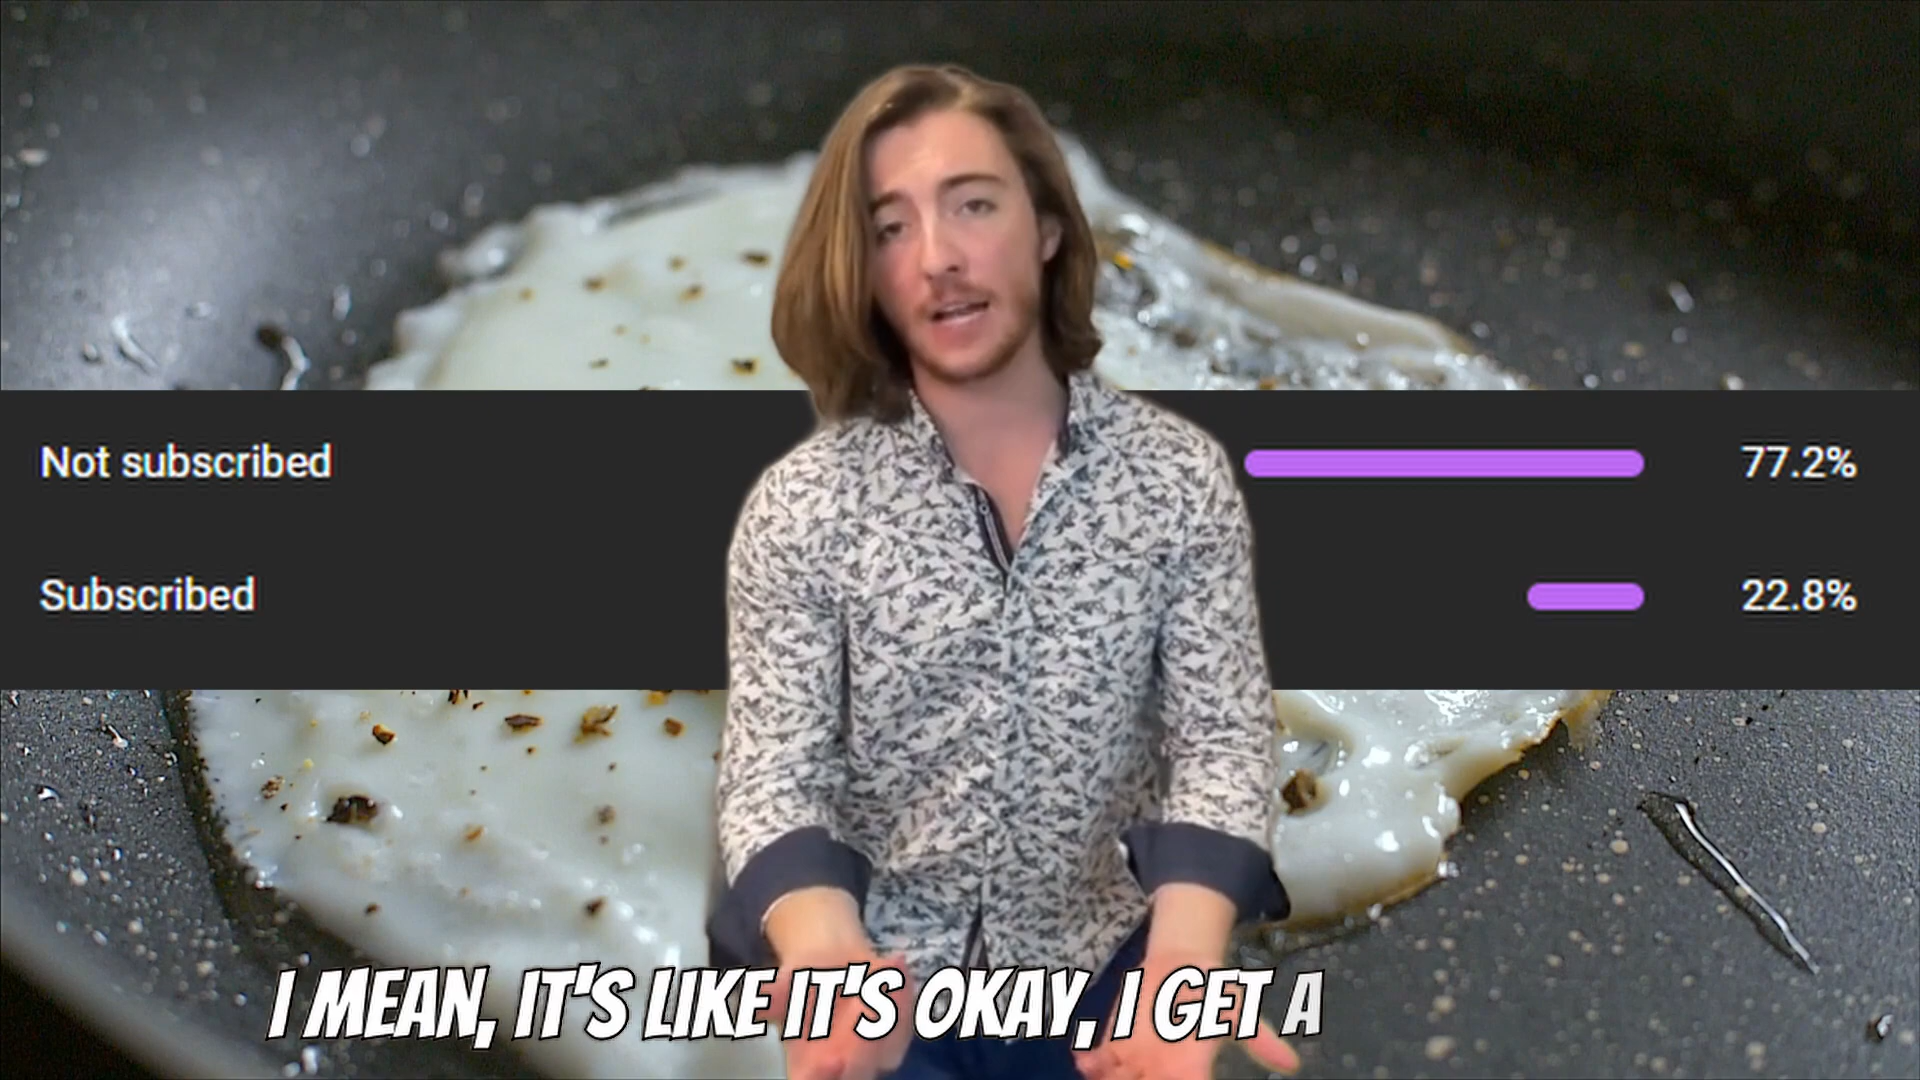 Not subscribed 77.2%
Subscribed 22.8%
I MEAN, IT'S LIKE IT'S OKAY, I GET A